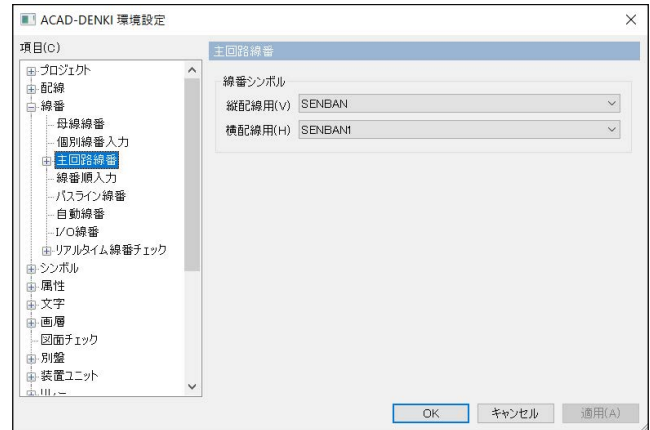 ACAD-DENKI 環境設定
項目(C)
プロジェクト
配線
線番
母線線番
個別線番入力
主回路線番
線番順入力
バスライン線番
自動線番
I/O線番
リアルタイム線番チェック
シンボル
属性
文字
画層
図面チェック
別盤
装置ユニット
リレー
主回路線番
線番シンボル
縦配線用(V) SENBAN
横配線用(H) SENBAN1
OK キャンセル 適用(A)